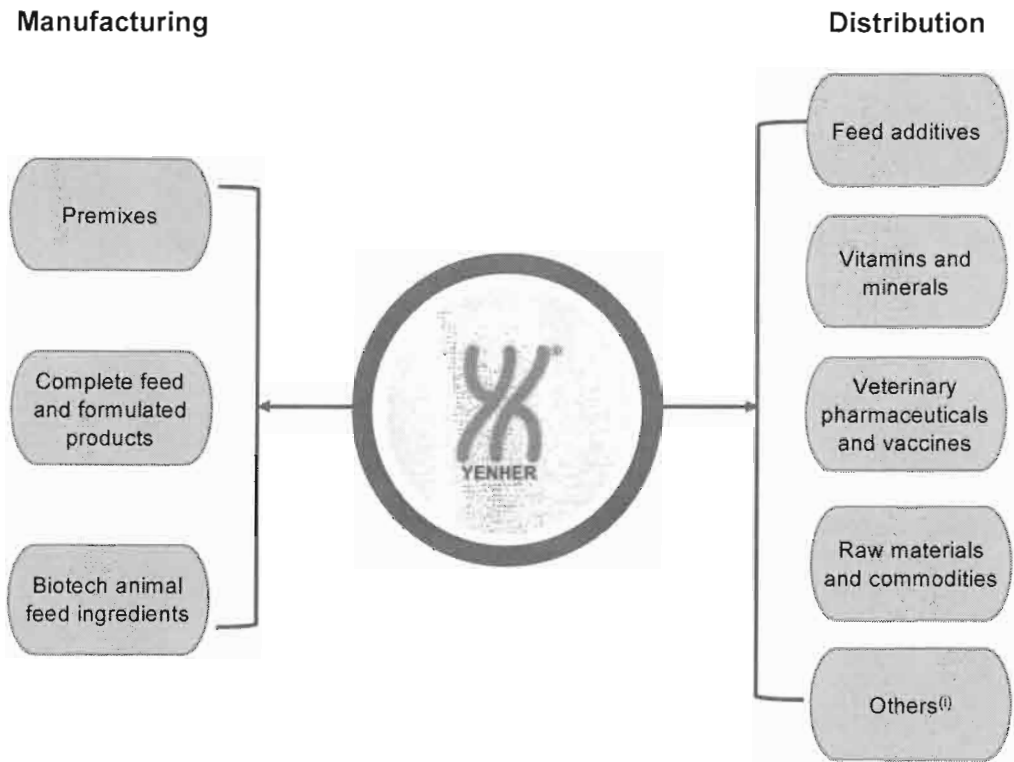 Manufacturing
Premixes
Complete feed
and formulated
products
Biotech animal
feed ingredients
YENHER
®
Distribution
Feed additives
Vitamins and
minerals
Veterinary
pharmaceuticals
and vaccines
Raw materials
and commodities
Others(i)